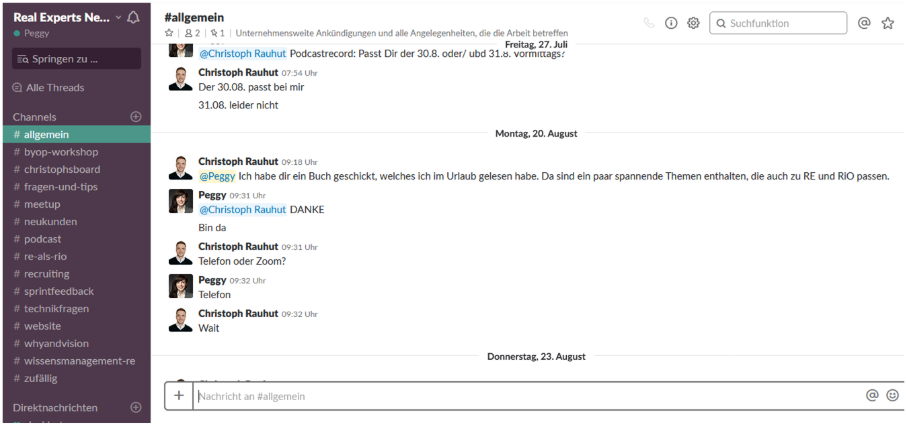 Real Experts Ne...
Peggy
Springen zu ...
Alle Threads
Channels
# allgemein
# byop-workshop
# christophsboard
# fragen-und-tips
# meetup
# neukunden
# podcast
# re-als-rio
# recruiting
# sprintfeedback
# technikfragen
# website
# whyandvision
# wissensmanagement-re
# zufällig
Direktnachrichten
#allgemein
2 | 1 | Unternehmensweite Ankündigungen und alle Angelegenheiten, die die Arbeit betreffen
Suchfunktion
Freitag, 27. Juli
@Christoph Rauhut Podcastrecord: Passt Dir der 30.8. oder/ ubd 31.8. vormittags?
Christoph Rauhut 07:54 Uhr
Der 30.08. passt bei mir
31.08. leider nicht
Montag, 20. August
Christoph Rauhut 09:18 Uhr
@Peggy Ich habe dir ein Buch geschickt, welches ich im Urlaub gelesen habe. Da sind ein paar spannende Themen enthalten, die auch zu RE und RiO passen.
Peggy 09:31 Uhr
@Christoph Rauhut DANKE
Bin da
Christoph Rauhut 09:31 Uhr
Telefon oder Zoom?
Peggy 09:32 Uhr
Telefon
Christoph Rauhut 09:32 Uhr
Wait
Donnerstag, 23. August
Nachricht an #allgemein